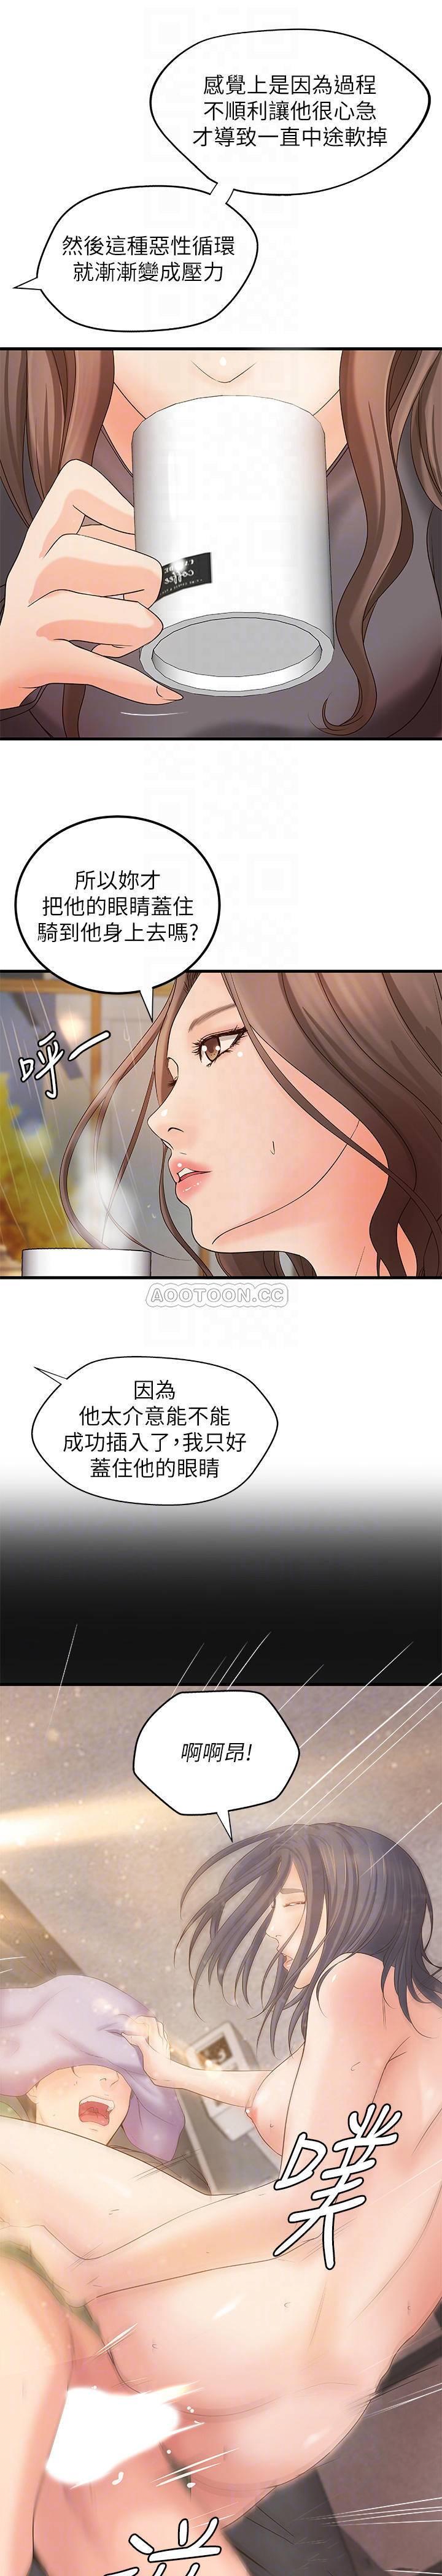 感覺上是因為過程
不順利讓他很心急
才導致一直中途軟掉
然後這種惡性循環
就漸漸變成壓力
coffee
所以妳才
把他的眼睛蓋住
騎到他身上去嗎?
呼一
AOOTOON.CC
因為
他太介意能不能
成功插入了,我只好
蓋住他的眼睛
啊啊昂!
噗
滋